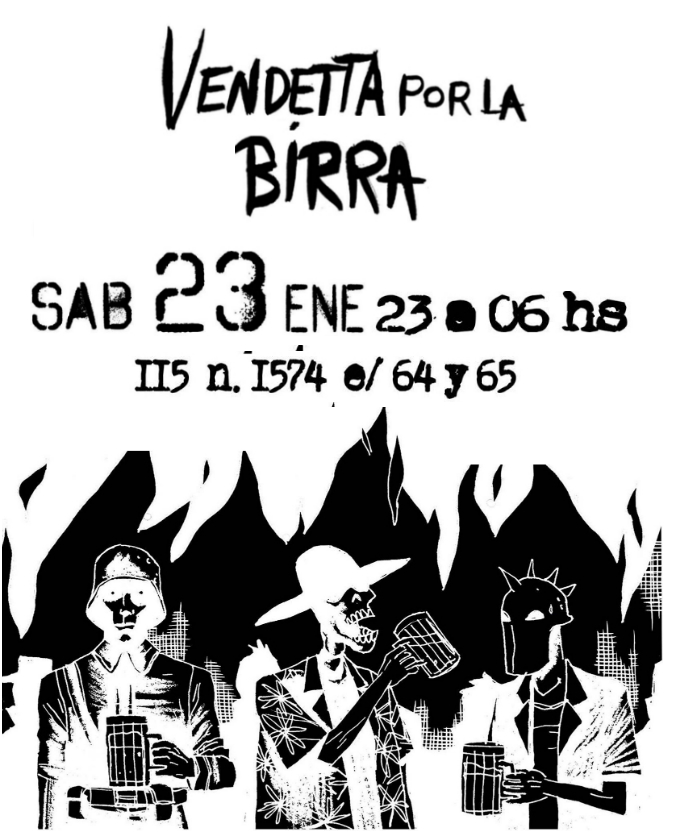 VENDETTA POR LA
BIRRA
SAB 23 ENE 23 a 06 hs
115 n. 1574 e/ 64 y 65